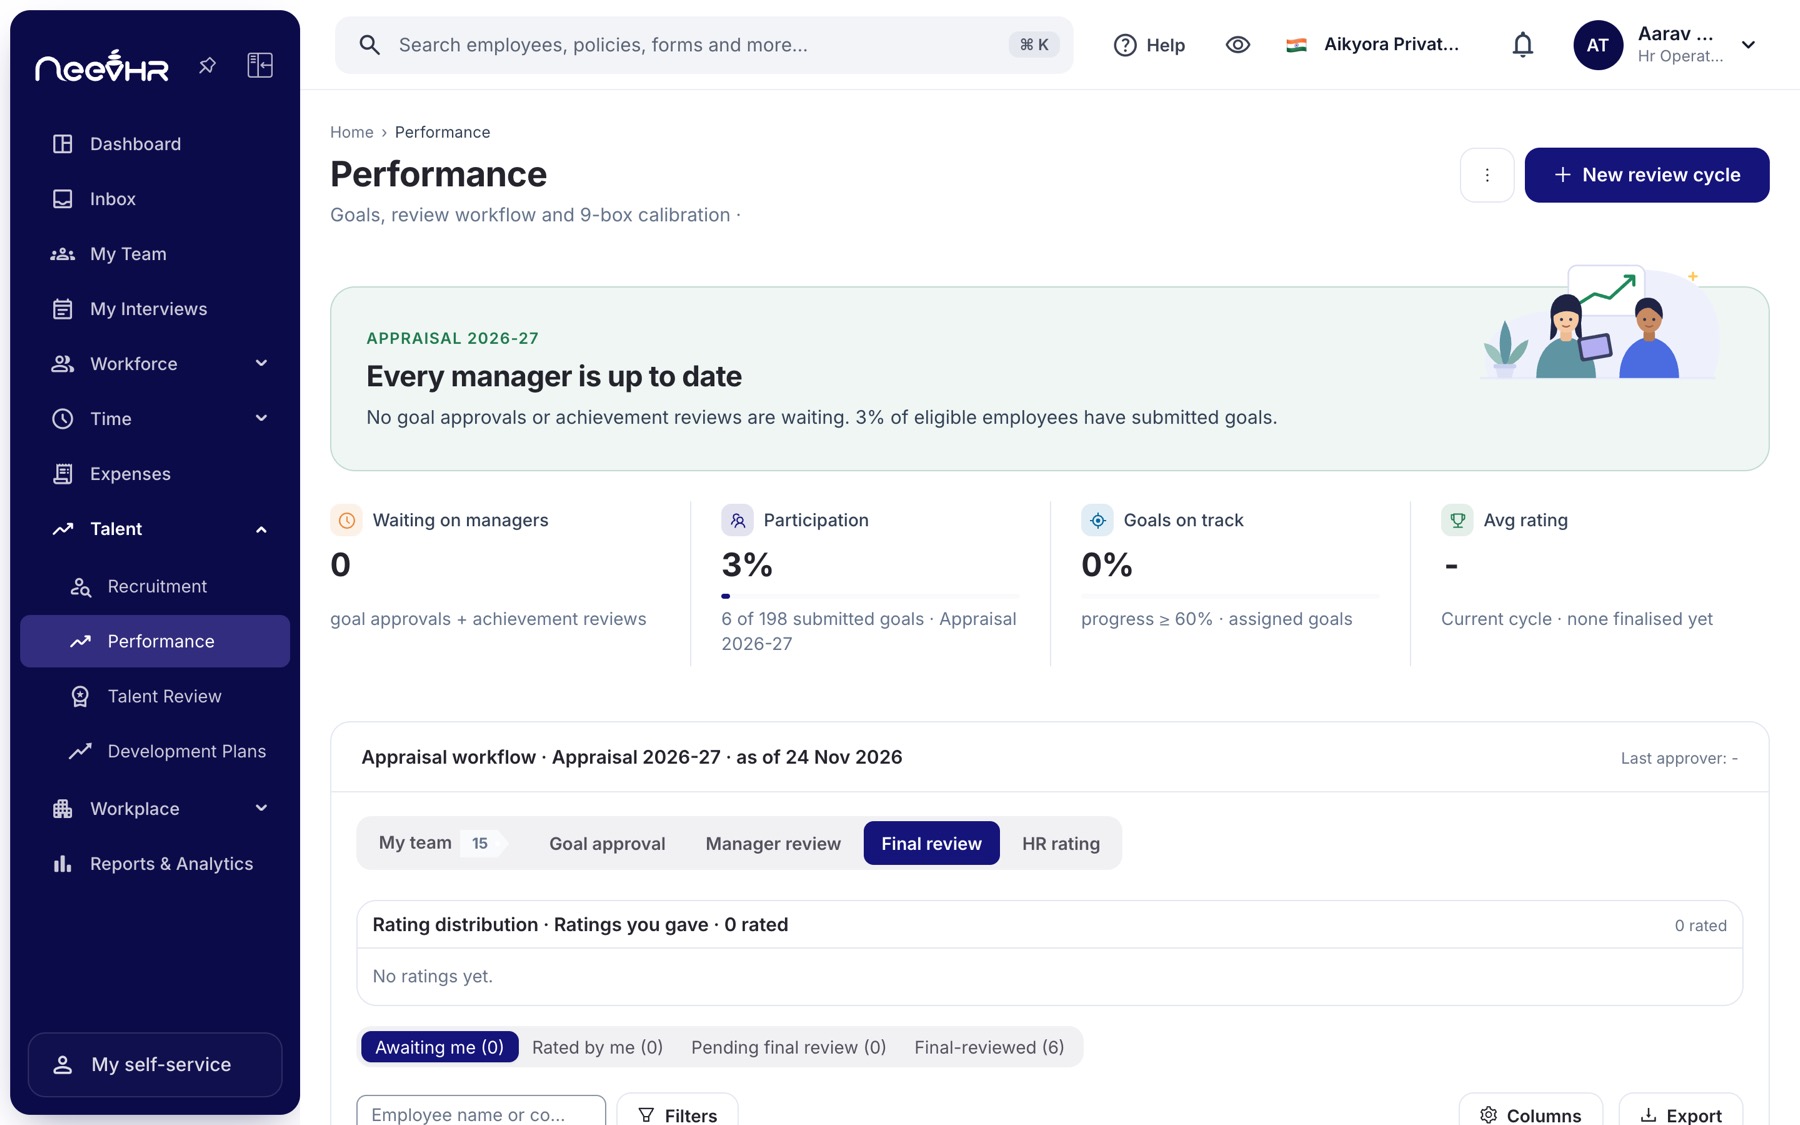 neevHR
Dashboard
Inbox
My Team
My Interviews
Workforce
Time
Expenses
Talent
Recruitment
Performance
Talent Review
Development Plans
Workplace
Reports & Analytics
My self-service
Search employees, policies, forms and more...
⌘ K
Help
Aikyora Privat...
AT
Aarav ...
Hr Operat...
Home › Performance
Performance
Goals, review workflow and 9-box calibration ·
+ New review cycle
APPRAISAL 2026-27
Every manager is up to date
No goal approvals or achievement reviews are waiting. 3% of eligible employees have submitted goals.
Waiting on managers
0
goal approvals + achievement reviews
Participation
3%
6 of 198 submitted goals · Appraisal
2026-27
Goals on track
0%
progress ≥ 60% · assigned goals
Avg rating
-
Current cycle · none finalised yet
Appraisal workflow · Appraisal 2026-27 · as of 24 Nov 2026
Last approver: -
My team 15
Goal approval
Manager review
Final review
HR rating
Rating distribution · Ratings you gave · 0 rated
0 rated
No ratings yet.
Awaiting me (0)
Rated by me (0)
Pending final review (0)
Final-reviewed (6)
Employee name or co...
Filters
Columns
Export